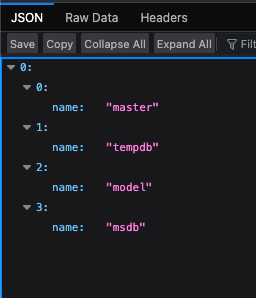 JSON Raw Data Headers
Save Copy Collapse All Expand All Filt
0:
0:
name: "master"
1:
name: "tempdb"
2:
name: "model"
3:
name: "msdb"